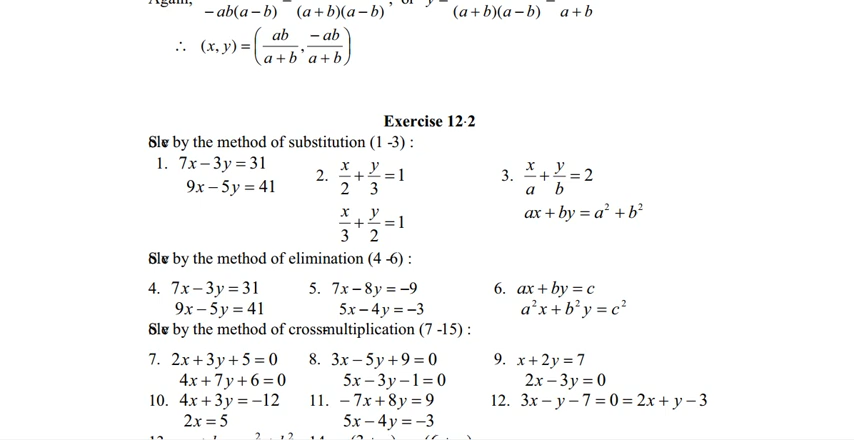 −ab(a−b) (a+b)(a−b) (a+b)(a−b) a+b
∴ (x, y) = (ab/(a+b), −ab/(a+b))
Exercise 12·2
by the method of substitution (1 -3) :
1. 7x − 3y = 31 2. x/2 + y/3 = 1 3. x/a + y/b = 2
9x − 5y = 41 x/3 + y/2 = 1 ax + by = a² + b²
by the method of elimination (4 -6) :
4. 7x − 3y = 31 5. 7x − 8y = −9 6. ax + by = c
9x − 5y = 41 5x − 4y = −3 a²x + b²y = c²
by the method of cross-multiplication (7 -15) :
7. 2x + 3y + 5 = 0 8. 3x − 5y + 9 = 0 9. x + 2y = 7
4x + 7y + 6 = 0 5x − 3y − 1 = 0 2x − 3y = 0
10. 4x + 3y = −12 11. −7x + 8y = 9 12. 3x − y − 7 = 0 = 2x + y − 3
2x = 5 5x − 4y = −3